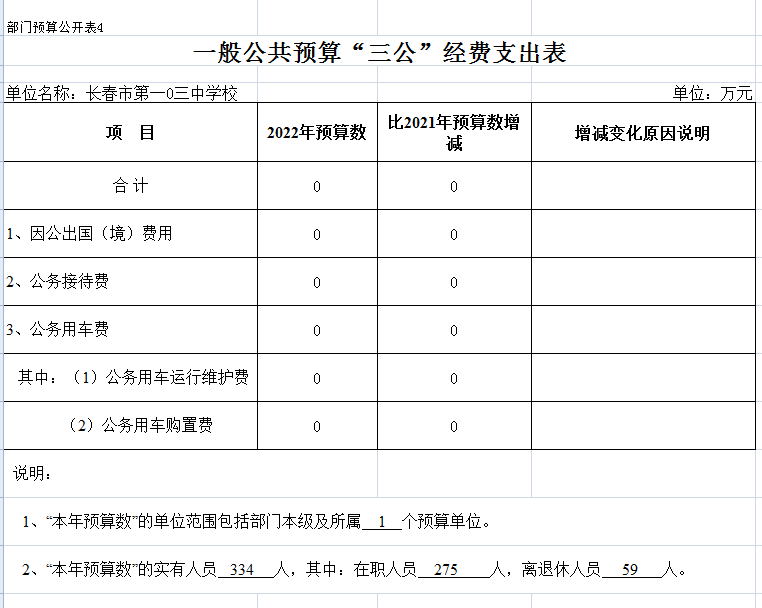 部门预算公开表4
一般公共预算“三公”经费支出表
单位名称：长春市第一0三中学校 单位：万元
项 目 2022年预算数 比2021年预算数增减 增减变化原因说明
合 计 0 0
1、因公出国（境）费用 0 0
2、公务接待费 0 0
3、公务用车费 0 0
其中：（1）公务用车运行维护费 0 0
（2）公务用车购置费 0 0
说明：
1、“本年预算数”的单位范围包括部门本级及所属 1 个预算单位。
2、“本年预算数”的实有人员 334 人，其中：在职人员 275 人，离退休人员 59 人。